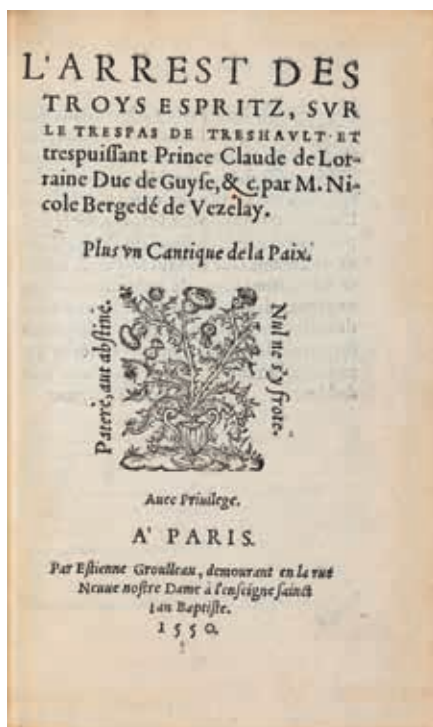 L'ARREST DES
TROYS ESPRITZ, SVR
LE TRESPAS DE TRESHAVLT ET
trespuiſſant Prince Claude de Lor-
raine Duc de Guyſe, & c. par M. Ni-
cole Bergedé de Vezelay.
Plus vn Cantique de la Paix.
Patere, aut abſtine.
Nul ne s'y frote.
Auec Priuilege.
A' PARIS.
Par Eſtienne Groulleau, demourant en la rue
Neuue noſtre Dame à l'enſeigne ſainct
Ian Baptiſte.
1550.